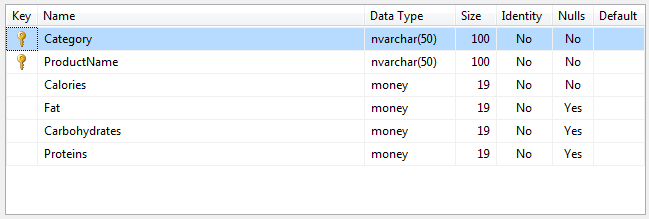 Key Name Data Type Size Identity Nulls Default
Category nvarchar(50) 100 No No
ProductName nvarchar(50) 100 No No
Calories money 19 No No
Fat money 19 No Yes
Carbohydrates money 19 No Yes
Proteins money 19 No Yes